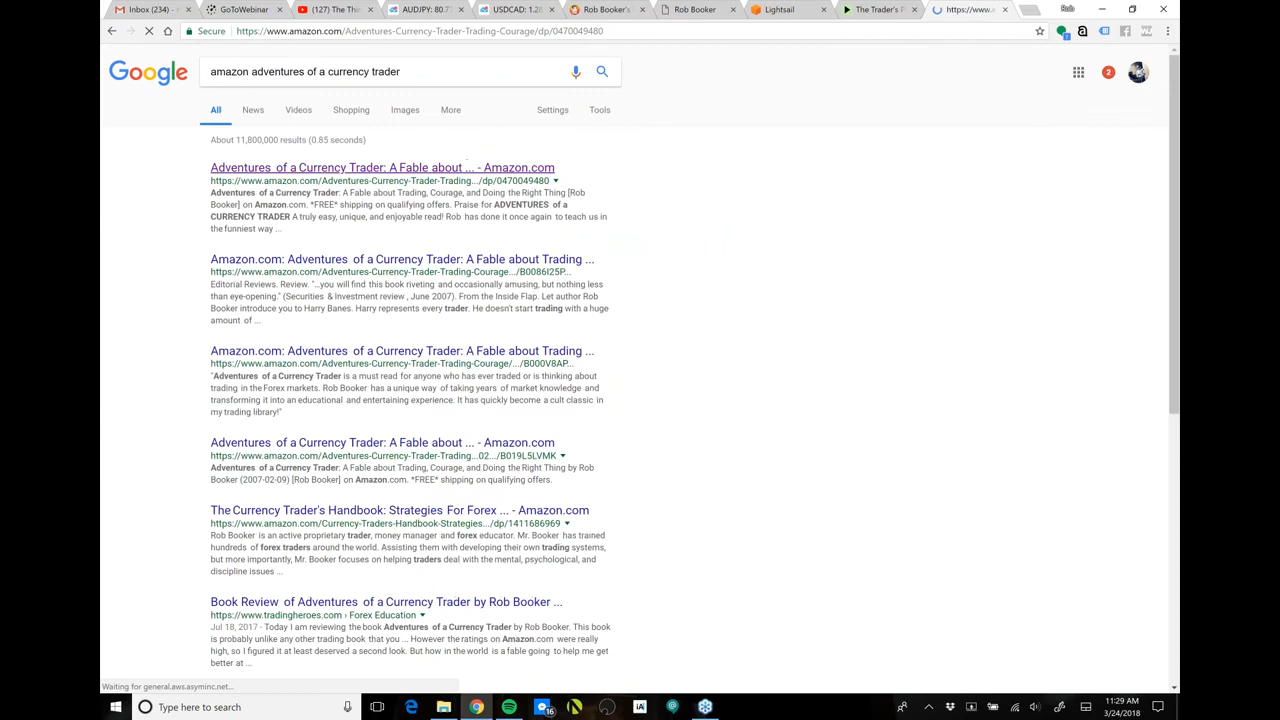 Inbox (234) -
GoToWebinar
(127) The Thi
AUDJPY: 80.7
USDCAD: 1.28
Rob Booker's
Rob Booker
Lightsail
The Trader's P
https://www.a
Rob
Secure
https://www.amazon.com/Adventures-Currency-Trader-Trading-Courage/dp/0470049480
Google
amazon adventures of a currency trader
2
All
News
Videos
Shopping
Images
More
Settings
Tools
About 11,800,000 results (0.85 seconds)
Adventures of a Currency Trader: A Fable about ... - Amazon.com
https://www.amazon.com/Adventures-Currency-Trader-Trading.../dp/0470049480
Adventures of a Currency Trader: A Fable about Trading, Courage, and Doing the Right Thing [Rob
Booker] on Amazon.com. *FREE* shipping on qualifying offers. Praise for ADVENTURES of a
CURRENCY TRADER A truly easy, unique, and enjoyable read! Rob has done it once again to teach us in
the funniest way ...
Amazon.com: Adventures of a Currency Trader: A Fable about Trading ...
https://www.amazon.com/Adventures-Currency-Trader-Trading-Courage.../B0086I25P...
Editorial Reviews. Review. "...you will find this book riveting and occasionally amusing, but nothing less
than eye-opening." (Securities & Investment review , June 2007). From the Inside Flap. Let author Rob
Booker introduce you to Harry Banes. Harry represents every trader. He doesn't start trading with a huge
amount of ...
Amazon.com: Adventures of a Currency Trader: A Fable about Trading ...
https://www.amazon.com/Adventures-Currency-Trader-Trading-Courage/.../B000V8AP...
"Adventures of a Currency Trader is a must read for anyone who has ever traded or is thinking about
trading in the Forex markets. Rob Booker has a unique way of taking years of market knowledge and
transforming it into an educational and entertaining experience. It has quickly become a cult classic in
my trading library!"
Adventures of a Currency Trader: A Fable about ... - Amazon.com
https://www.amazon.com/Adventures-Currency-Trader-Trading...02.../B019L5LVMK
Adventures of a Currency Trader: A Fable about Trading, Courage, and Doing the Right Thing by Rob
Booker (2007-02-09) [Rob Booker] on Amazon.com. *FREE* shipping on qualifying offers.
The Currency Trader's Handbook: Strategies For Forex ... - Amazon.com
https://www.amazon.com/Currency-Traders-Handbook-Strategies.../dp/1411686969
Rob Booker is an active proprietary trader, money manager and forex educator. Mr. Booker has trained
hundreds of forex traders around the world. Assisting them with developing their own trading systems,
but more importantly, Mr. Booker focuses on helping traders deal with the mental, psychological, and
discipline issues ...
Book Review of Adventures of a Currency Trader by Rob Booker ...
https://www.tradingheroes.com › Forex Education
Jul 18, 2017 - Today I am reviewing the book Adventures of a Currency Trader by Rob Booker. This book
is probably unlike any other trading book that you ... However the ratings on Amazon.com were really
high, so I figured it at least deserved a second look. But how in the world is a fable going to help me get
better at ...
Waiting for general.aws.asyminc.net...
Type here to search
16
iA
11:29 AM
3/24/2018